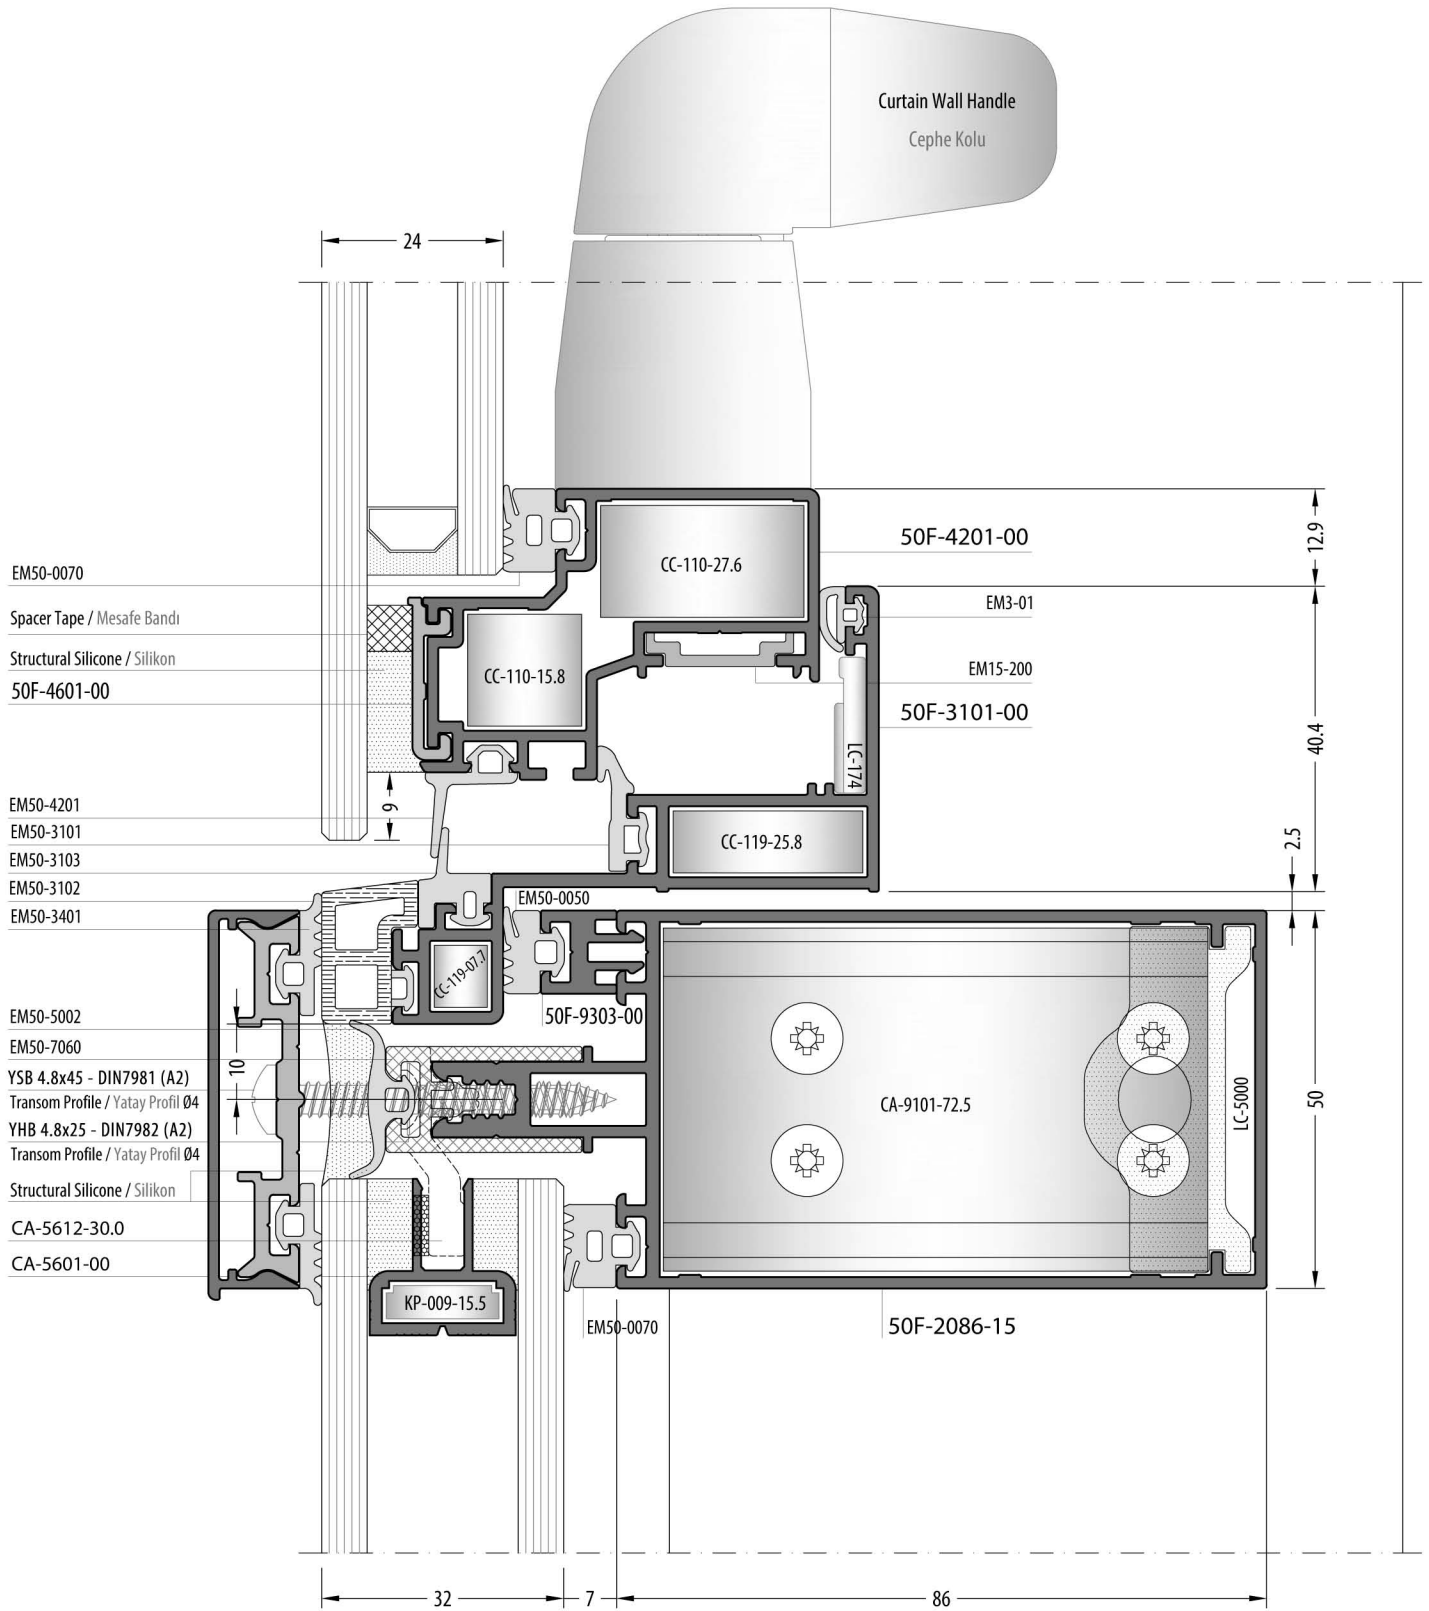 Curtain Wall Handle
Cephe Kolu
24
50F-4201-00
12.9
CC-110-27.6
EM50-0070
EM3-01
Spacer Tape / Mesafe Bandı
Structural Silicone / Silikon
EM15-200
CC-110-15.8
50F-4601-00
50F-3101-00
40.4
LC-174
EM50-4201
9
EM50-3101
2.5
CC-119-25.8
EM50-3103
EM50-3102
EM50-0050
EM50-3401
CC-119-07.7
EM50-5002
50F-9303-00
EM50-7060
10
YSB 4.8x45 - DIN7981 (A2)
Transom Profile / Yatay Profil Ø4
CA-9101-72.5
LC-5000
50
YHB 4.8x25 - DIN7982 (A2)
Transom Profile / Yatay Profil Ø4
Structural Silicone / Silikon
CA-5612-30.0
CA-5601-00
KP-009-15.5
EM50-0070
50F-2086-15
32
7
86